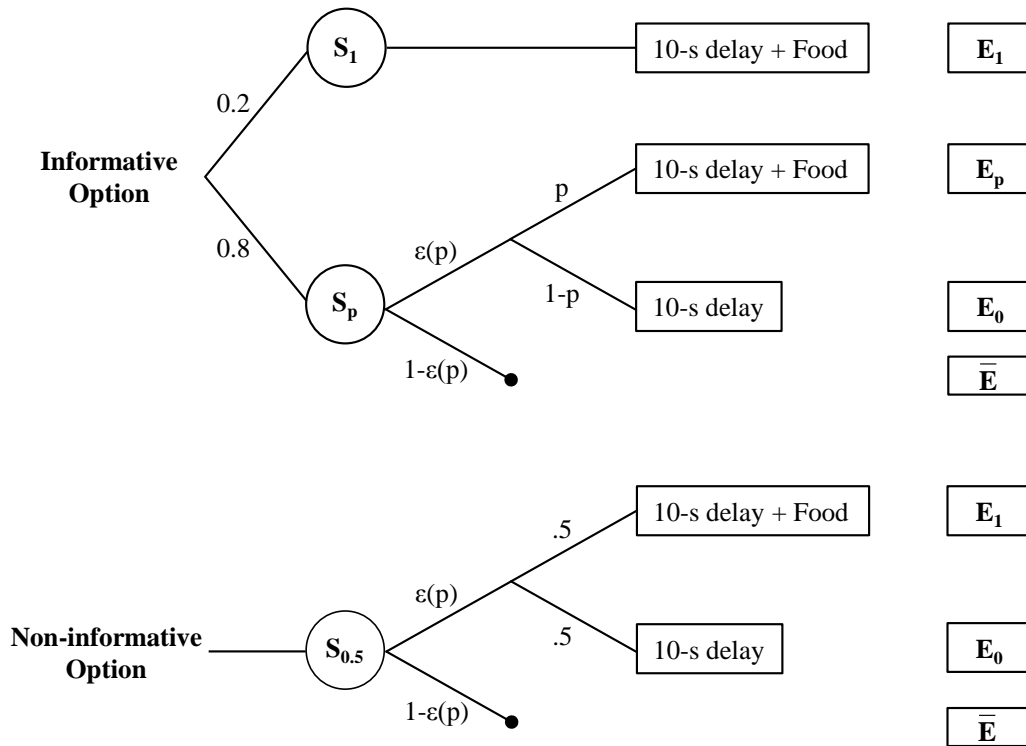 S₁
10-s delay + Food
E₁
0.2
Informative
Option
p
10-s delay + Food
Eₚ
0.8
ε(p)
Sₚ
1-p
10-s delay
E₀
1-ε(p)
E̅
.5
10-s delay + Food
E₁
ε(p)
Non-informative
Option
S₀.₅
.5
10-s delay
E₀
1-ε(p)
E̅